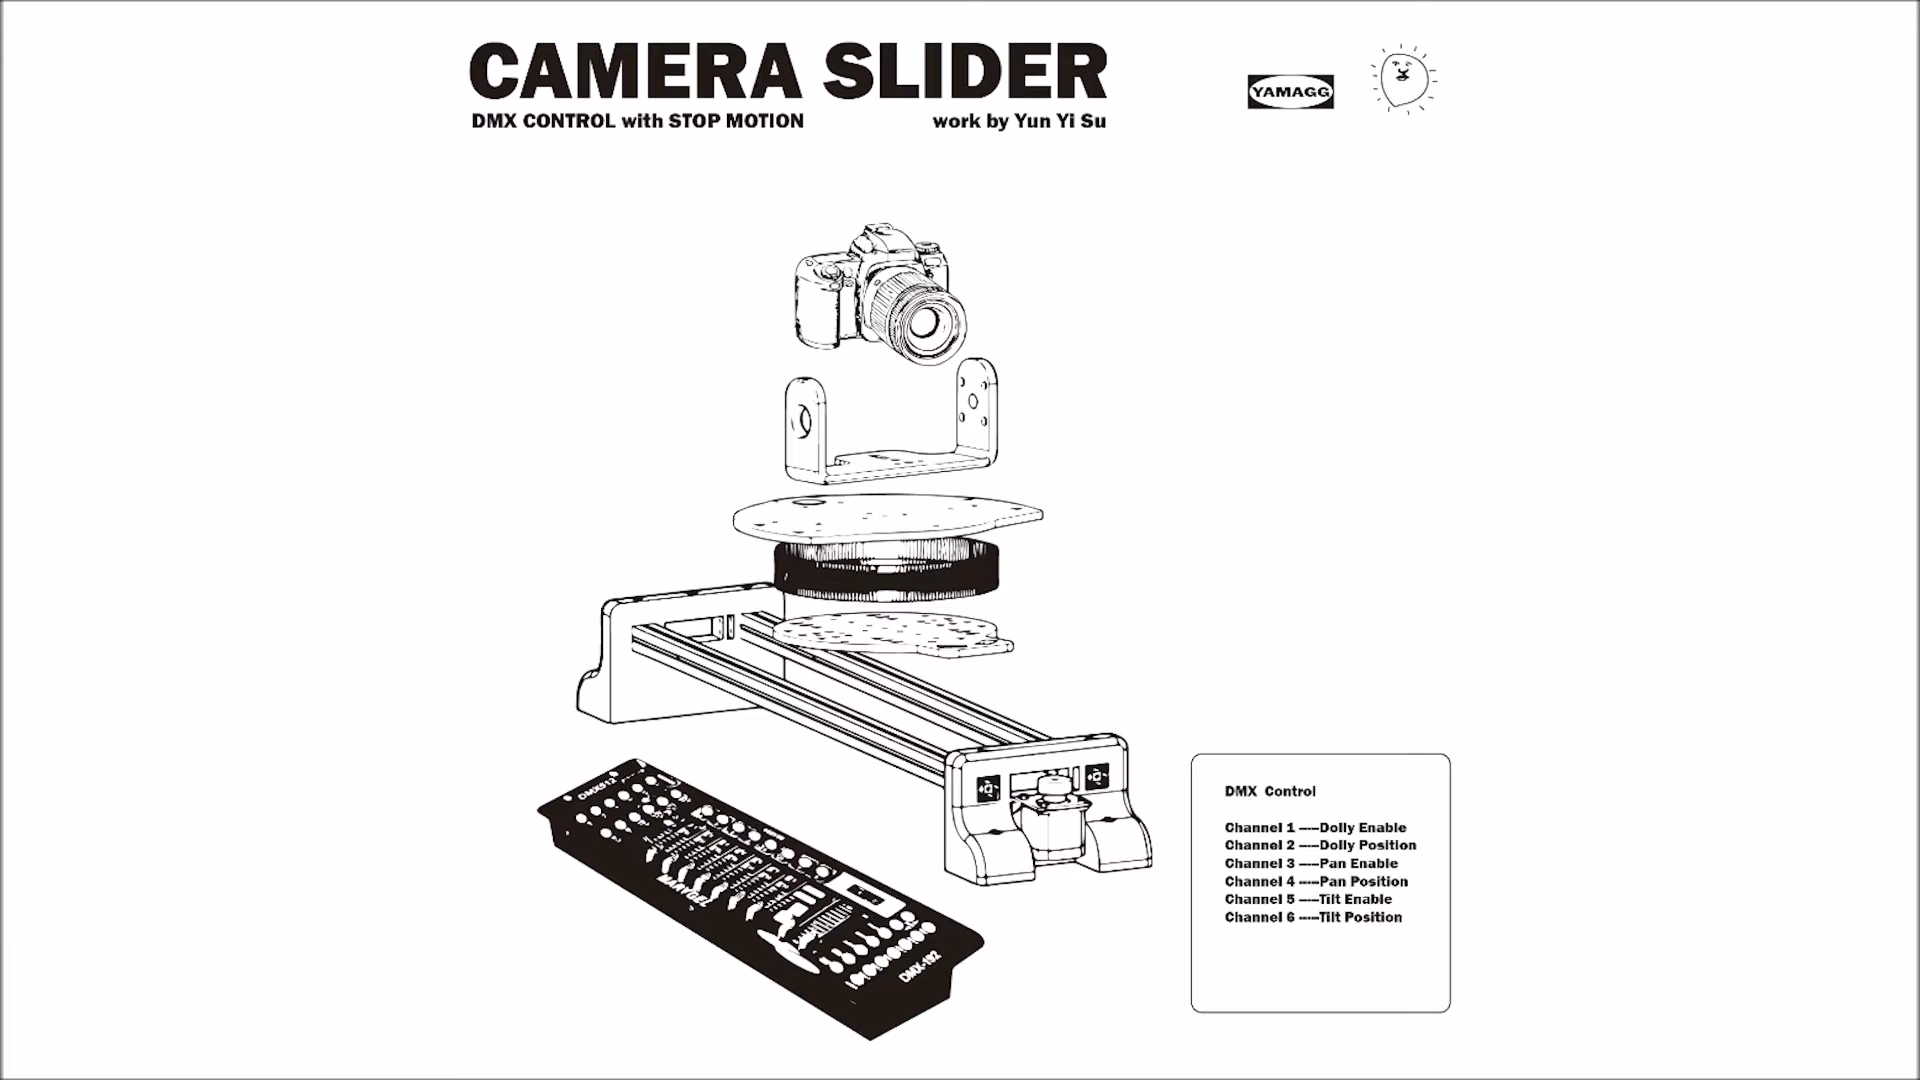 CAMERA SLIDER
DMX CONTROL with STOP MOTION work by Yun Yi Su
YAMAGG
DMX512
DMX-192
DMX Control
Channel 1 ----Dolly Enable
Channel 2 ----Dolly Position
Channel 3 ----Pan Enable
Channel 4 ----Pan Position
Channel 5 ----Tilt Enable
Channel 6 ----Tilt Position